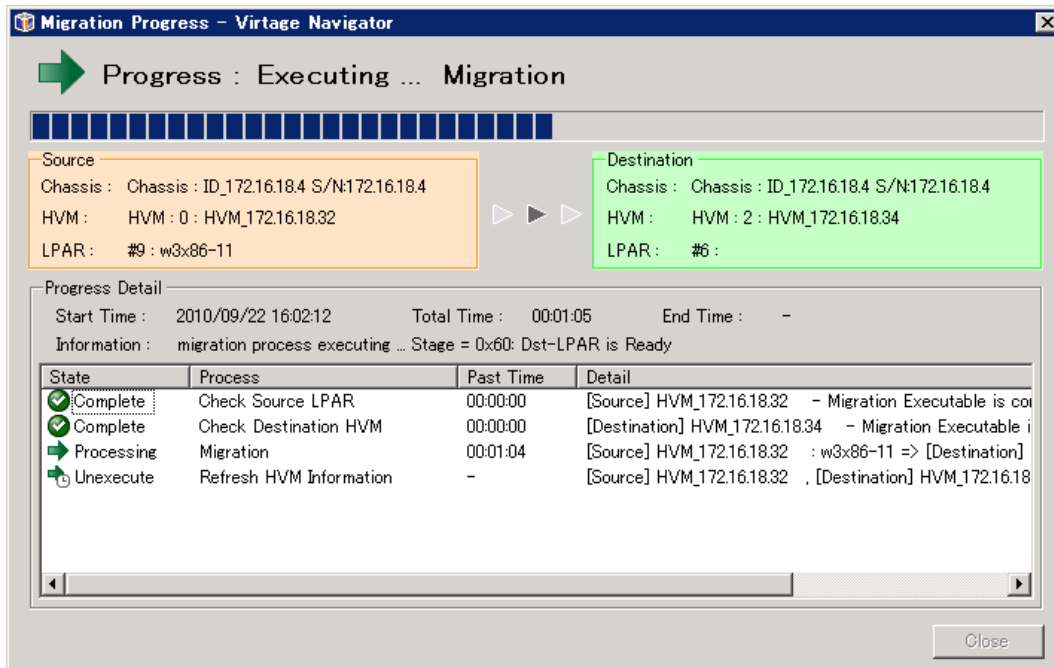 Migration Progress - Virtage Navigator
Progress : Executing ... Migration
Source
Chassis : Chassis : ID_172.16.18.4 S/N:172.16.18.4
HVM : HVM : 0 : HVM_172.16.18.32
LPAR : #9 : w3x86-11
Destination
Chassis : Chassis : ID_172.16.18.4 S/N:172.16.18.4
HVM : HVM : 2 : HVM_172.16.18.34
LPAR : #6 :
Progress Detail
Start Time : 2010/09/22 16:02:12 Total Time : 00:01:05 End Time : -
Information : migration process executing ... Stage = 0x60: Dst-LPAR is Ready
State Process Past Time Detail
Complete Check Source LPAR 00:00:00 [Source] HVM_172.16.18.32 - Migration Executable is
Complete Check Destination HVM 00:00:00 [Destination] HVM_172.16.18.34 - Migration Executable
Processing Migration 00:01:04 [Source] HVM_172.16.18.32 : w3x86-11 => [Destination]
Unexecute Refresh HVM Information - [Source] HVM_172.16.18.32 , [Destination] HVM_172.16.18
Close